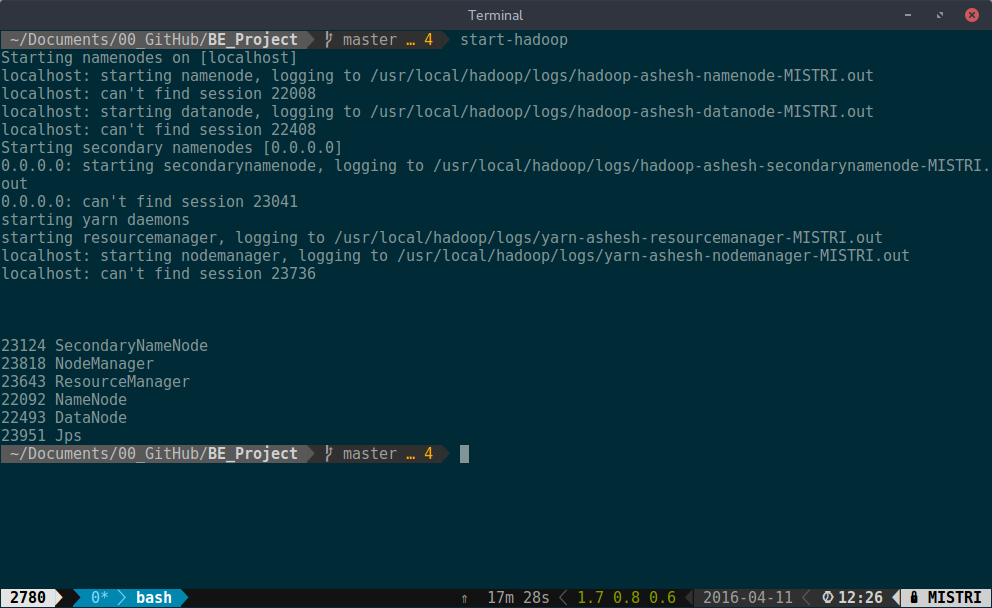 Terminal
~/Documents/00_GitHub/BE_Project master … 4 start-hadoop
Starting namenodes on [localhost]
localhost: starting namenode, logging to /usr/local/hadoop/logs/hadoop-ashesh-namenode-MISTRI.out
localhost: can't find session 22008
localhost: starting datanode, logging to /usr/local/hadoop/logs/hadoop-ashesh-datanode-MISTRI.out
localhost: can't find session 22408
Starting secondary namenodes [0.0.0.0]
0.0.0.0: starting secondarynamenode, logging to /usr/local/hadoop/logs/hadoop-ashesh-secondarynamenode-MISTRI.
out
0.0.0.0: can't find session 23041
starting yarn daemons
starting resourcemanager, logging to /usr/local/hadoop/logs/yarn-ashesh-resourcemanager-MISTRI.out
localhost: starting nodemanager, logging to /usr/local/hadoop/logs/yarn-ashesh-nodemanager-MISTRI.out
localhost: can't find session 23736
23124 SecondaryNameNode
23818 NodeManager
23643 ResourceManager
22092 NameNode
22493 DataNode
23951 Jps
~/Documents/00_GitHub/BE_Project master … 4
2780 0* bash ⇑ 17m 28s 1.7 0.8 0.6 2016-04-11 12:26 MISTRI